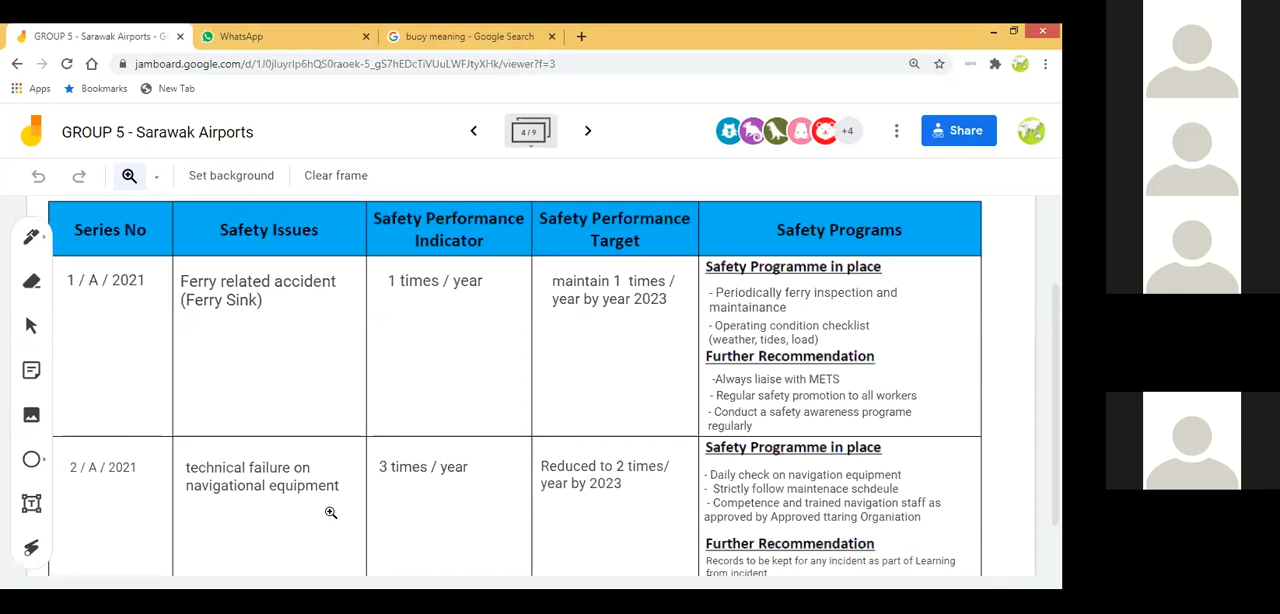 GROUP 5 - Sarawak Airports - G
WhatsApp
buoy meaning - Google Search
jamboard.google.com/d/1J0jluyrIp6hQS0raoek-5_gS7hEDcTiVUuLWFJtyXHk/viewer?f=3
Apps
Bookmarks
New Tab
GROUP 5 - Sarawak Airports
4 / 9
+4
Share
Set background
Clear frame
Series No
Safety Issues
Safety Performance
Indicator
Safety Performance
Target
Safety Programs
1 / A / 2021
Ferry related accident
(Ferry Sink)
1 times / year
maintain 1 times /
year by year 2023
Safety Programme in place
- Periodically ferry inspection and
maintainance
- Operating condition checklist
(weather, tides, load)
Further Recommendation
-Always liaise with METS
- Regular safety promotion to all workers
- Conduct a safety awareness programe
regularly
2 / A / 2021
technical failure on
navigational equipment
3 times / year
Reduced to 2 times/
year by 2023
Safety Programme in place
- Daily check on navigation equipment
- Strictly follow maintenace schdeule
- Competence and trained navigation staff as
approved by Approved ttaring Organiation
Further Recommendation
Records to be kept for any incident as part of Learning
from incident